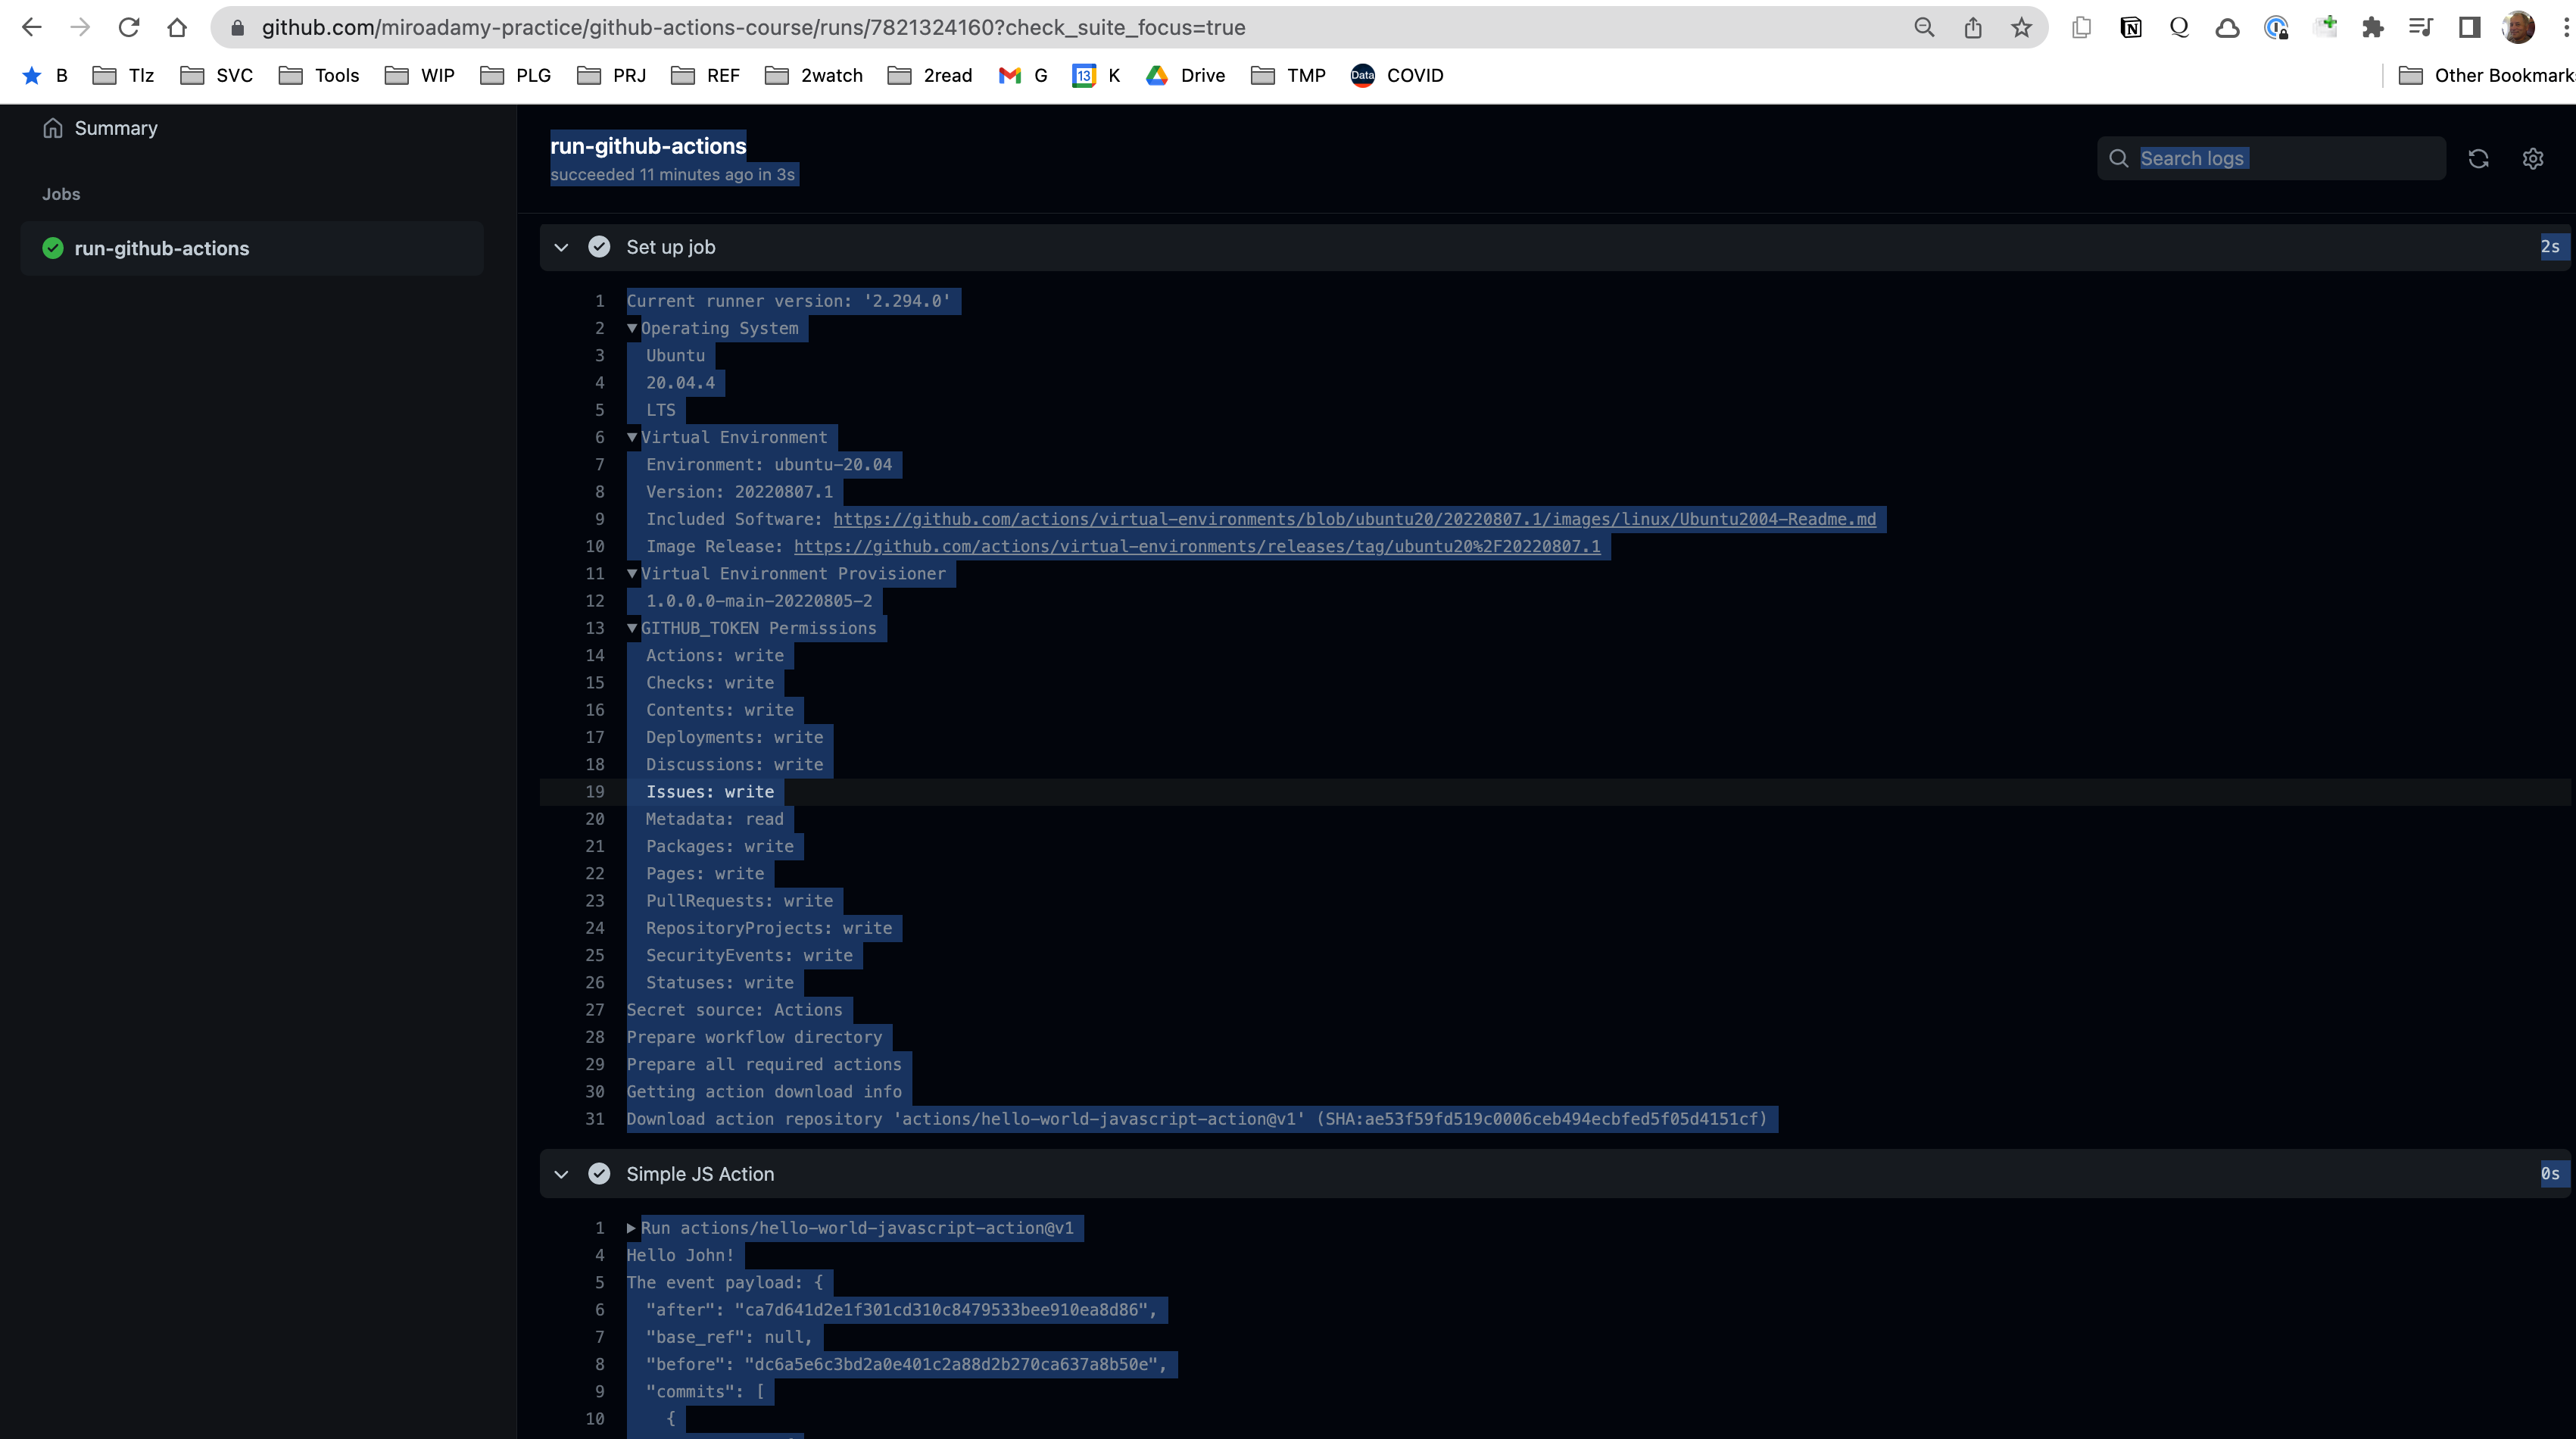 github.com/miroadamy-practice/github-actions-course/runs/7821324160?check_suite_focus=true
B Tlz SVC Tools WIP PLG PRJ REF 2watch 2read G 13 K Drive TMP Data COVID Other Bookmark
Summary
Jobs
run-github-actions
run-github-actions
succeeded 11 minutes ago in 3s
Search logs
Set up job 2s
1 Current runner version: '2.294.0'
2 ▼Operating System
3 Ubuntu
4 20.04.4
5 LTS
6 ▼Virtual Environment
7 Environment: ubuntu-20.04
8 Version: 20220807.1
9 Included Software: https://github.com/actions/virtual-environments/blob/ubuntu20/20220807.1/images/linux/Ubuntu2004-Readme.md
10 Image Release: https://github.com/actions/virtual-environments/releases/tag/ubuntu20%2F20220807.1
11 ▼Virtual Environment Provisioner
12 1.0.0.0-main-20220805-2
13 ▼GITHUB_TOKEN Permissions
14 Actions: write
15 Checks: write
16 Contents: write
17 Deployments: write
18 Discussions: write
19 Issues: write
20 Metadata: read
21 Packages: write
22 Pages: write
23 PullRequests: write
24 RepositoryProjects: write
25 SecurityEvents: write
26 Statuses: write
27 Secret source: Actions
28 Prepare workflow directory
29 Prepare all required actions
30 Getting action download info
31 Download action repository 'actions/hello-world-javascript-action@v1' (SHA:ae53f59fd519c0006ceb494ecbfed5f05d4151cf)
Simple JS Action 0s
1 ▶Run actions/hello-world-javascript-action@v1
4 Hello John!
5 The event payload: {
6 "after": "ca7d641d2e1f301cd310c8479533bee910ea8d86",
7 "base_ref": null,
8 "before": "dc6a5e6c3bd2a0e401c2a88d2b270ca637a8b50e",
9 "commits": [
10 {